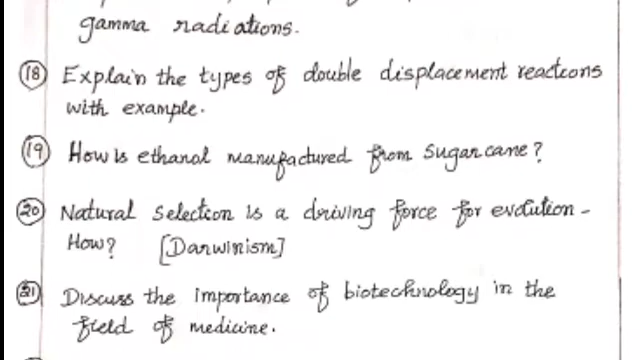 gamma radiations.
(18) Explain the types of double displacement reactions
with example.
(19) How is ethanol manufactured from sugarcane?
(20) Natural Selection is a driving force for evolution -
How? [Darwinism]
(21) Discuss the importance of biotechnology in the
field of medicine.